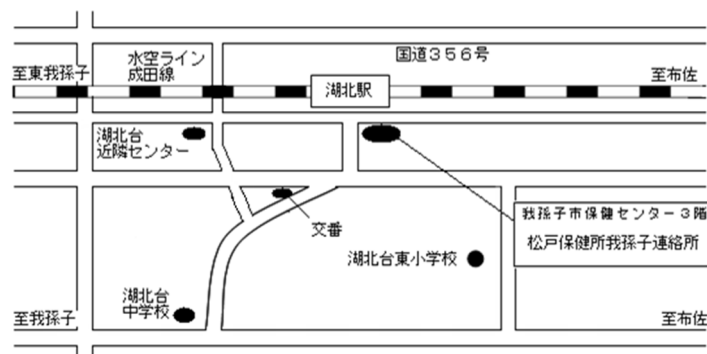 国道３５６号
水空ライン
成田線
至東我孫子
至布佐
湖北駅
湖北台
近隣センター
我孫子市保健センター３階
松戸保健所我孫子連絡所
交番
湖北台東小学校
湖北台
中学校
至我孫子
至布佐